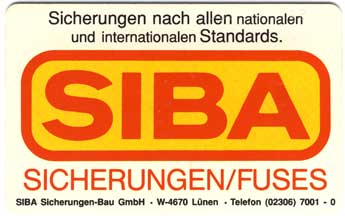 Sicherungen nach allen nationalen
und internationalen Standards.
SIBA
SICHERUNGEN/FUSES
SIBA Sicherungen-Bau GmbH · W-4670 Lünen · Telefon (02306) 7001 - 0